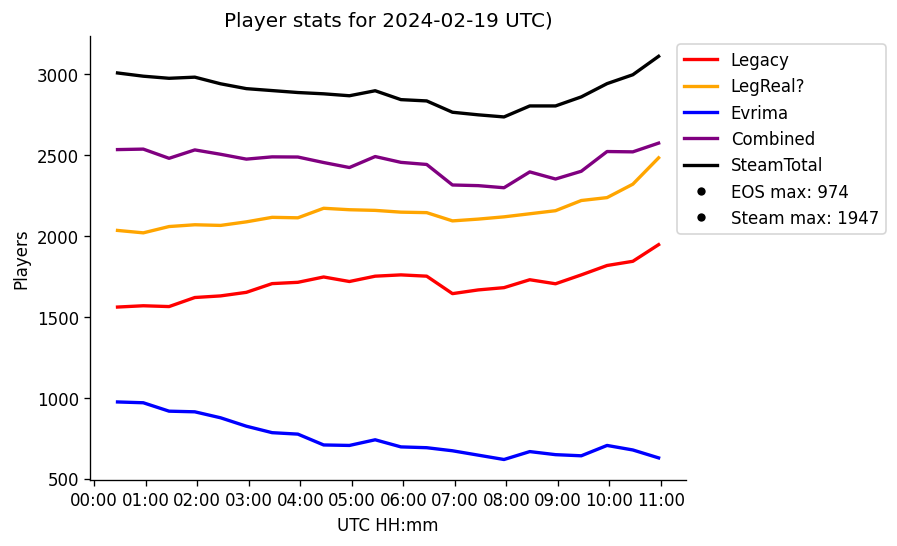 Player stats for 2024-02-19 UTC)
Legacy
LegReal?
Evrima
Combined
SteamTotal
EOS max: 974
Steam max: 1947
Players
3000
2500
2000
1500
1000
500
00:00 01:00 02:00 03:00 04:00 05:00 06:00 07:00 08:00 09:00 10:00 11:00
UTC HH:mm